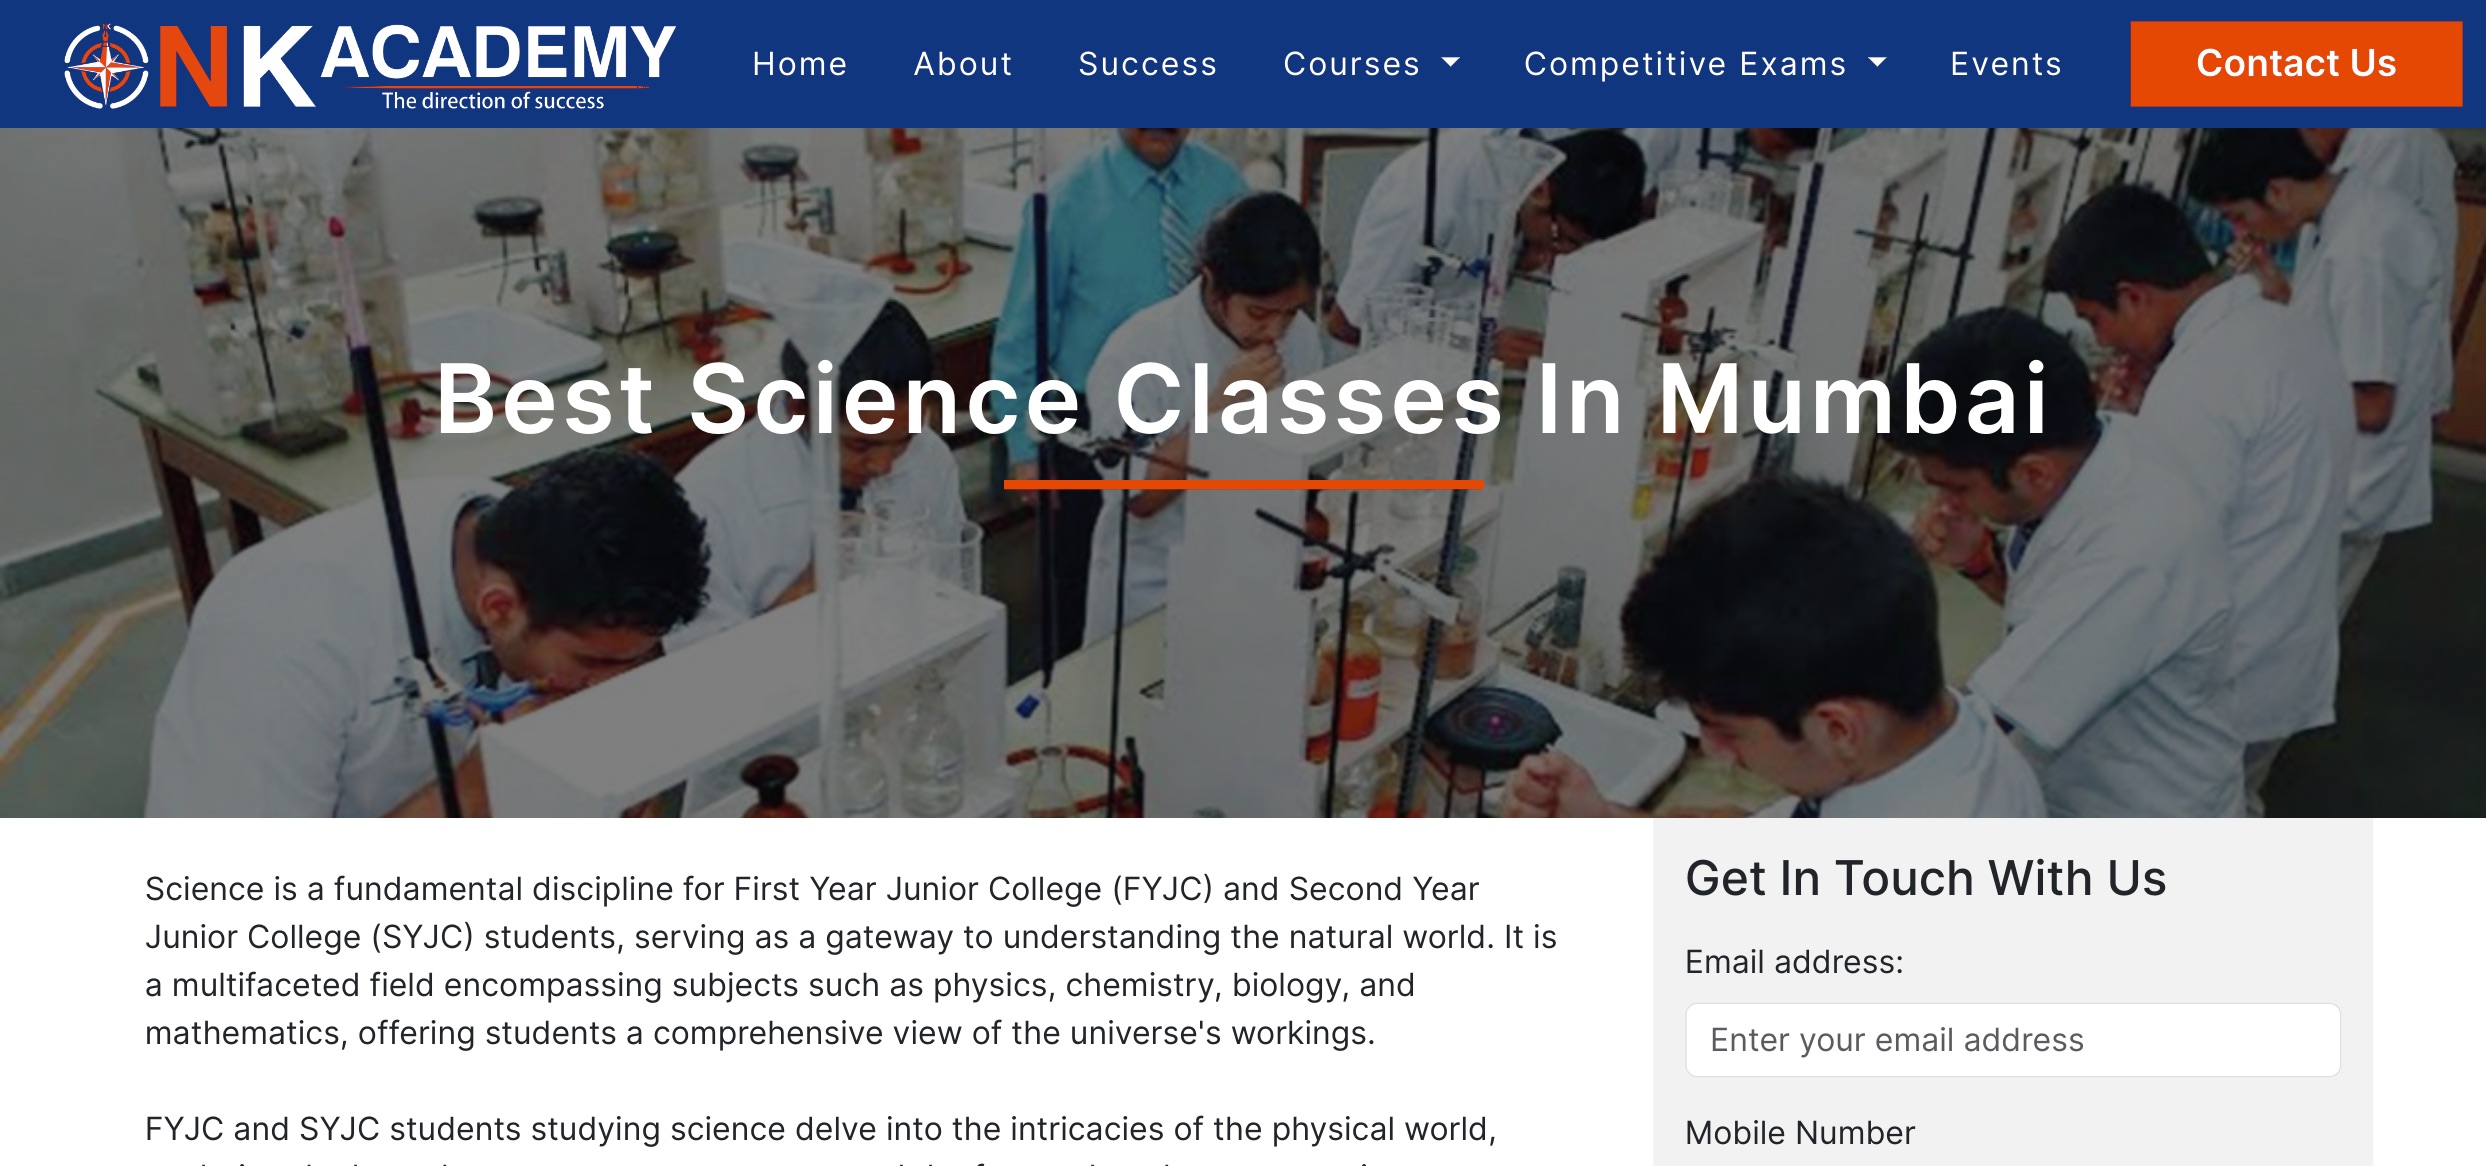 NK ACADEMY
The direction of success
Home
About
Success
Courses
Competitive Exams
Events
Contact Us
Best Science Classes In Mumbai
Science is a fundamental discipline for First Year Junior College (FYJC) and Second Year
Junior College (SYJC) students, serving as a gateway to understanding the natural world. It is
a multifaceted field encompassing subjects such as physics, chemistry, biology, and
mathematics, offering students a comprehensive view of the universe's workings.
FYJC and SYJC students studying science delve into the intricacies of the physical world,
Get In Touch With Us
Email address:
Enter your email address
Mobile Number